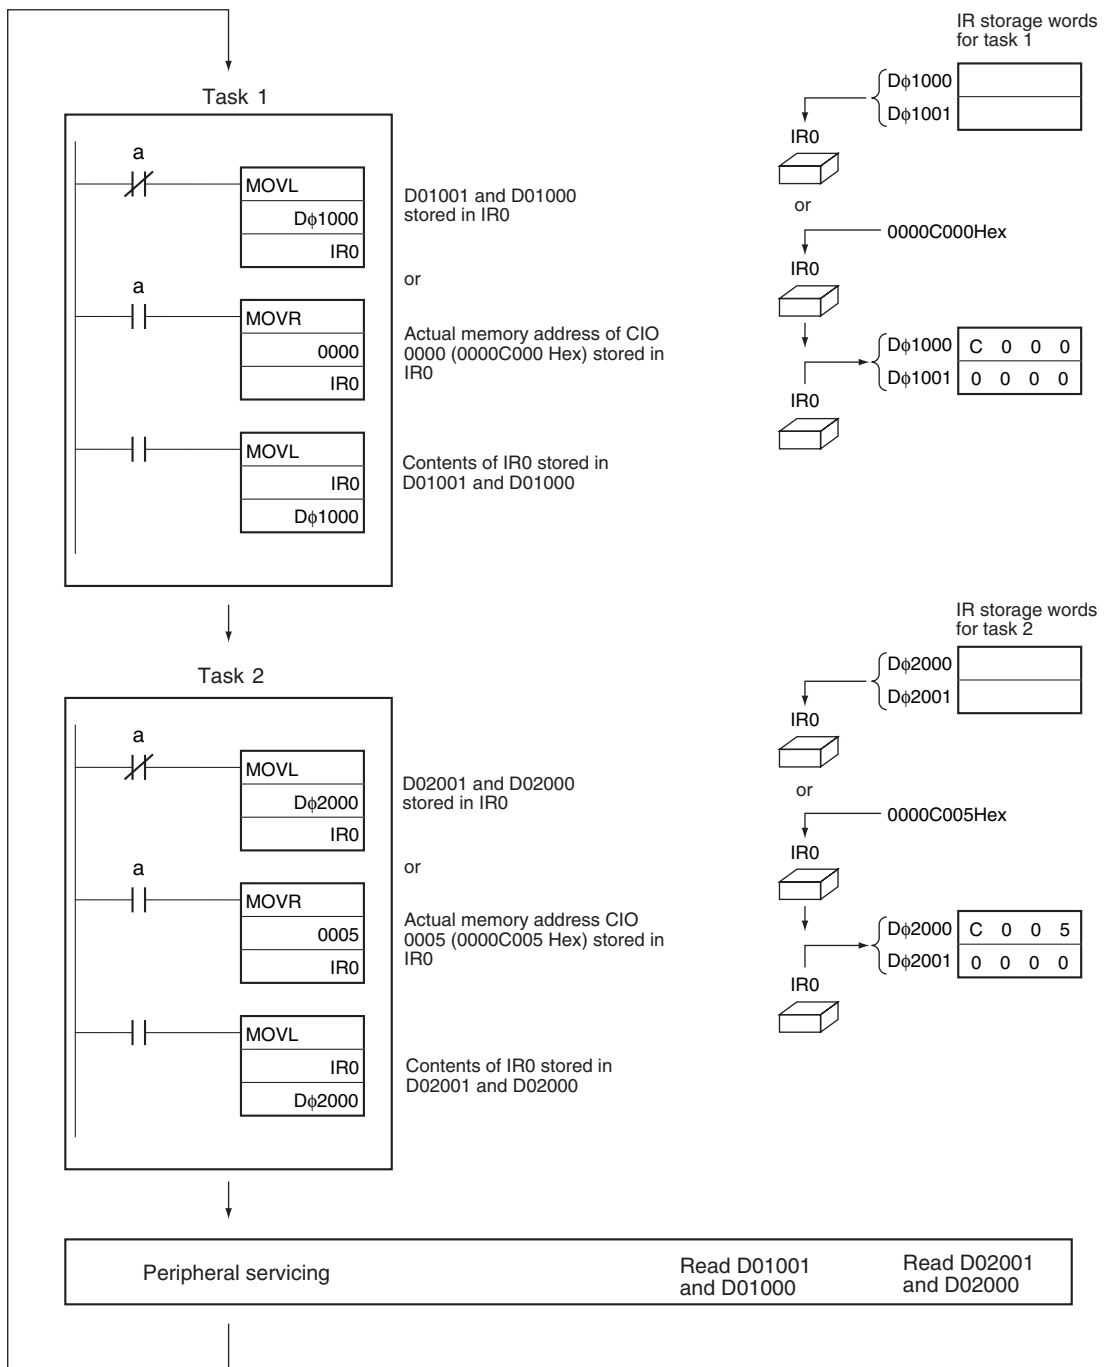 IR storage words
for task 1
Task 1
Dϕ1000
Dϕ1001
IR0
a
MOVL
Dϕ1000
IR0
D01001 and D01000
stored in IR0
or
0000C000Hex
IR0
or
a
MOVR
0000
IR0
Actual memory address of CIO
0000 (0000C000 Hex) stored in
IR0
Dϕ1000
C 0 0 0
Dϕ1001
0 0 0 0
IR0
MOVL
IR0
Dϕ1000
Contents of IR0 stored in
D01001 and D01000
IR storage words
for task 2
Task 2
Dϕ2000
Dϕ2001
IR0
a
MOVL
Dϕ2000
IR0
D02001 and D02000
stored in IR0
or
0000C005Hex
IR0
or
a
MOVR
0005
IR0
Actual memory address CIO
0005 (0000C005 Hex) stored in
IR0
Dϕ2000
C 0 0 5
Dϕ2001
0 0 0 0
IR0
MOVL
IR0
Dϕ2000
Contents of IR0 stored in
D02001 and D02000
Peripheral servicing
Read D01001
and D01000
Read D02001
and D02000